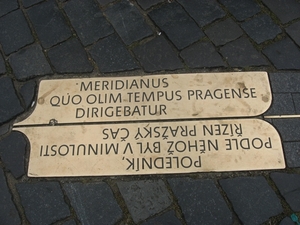 MERIDIANUS
QUO OLIM TEMPUS PRAGENSE
DIRIGEBATUR
POLEDNÍK,
PODLE NĚHOŽ BYL V MINULOSTI
ŘÍZEN PRAŽSKÝ ČAS